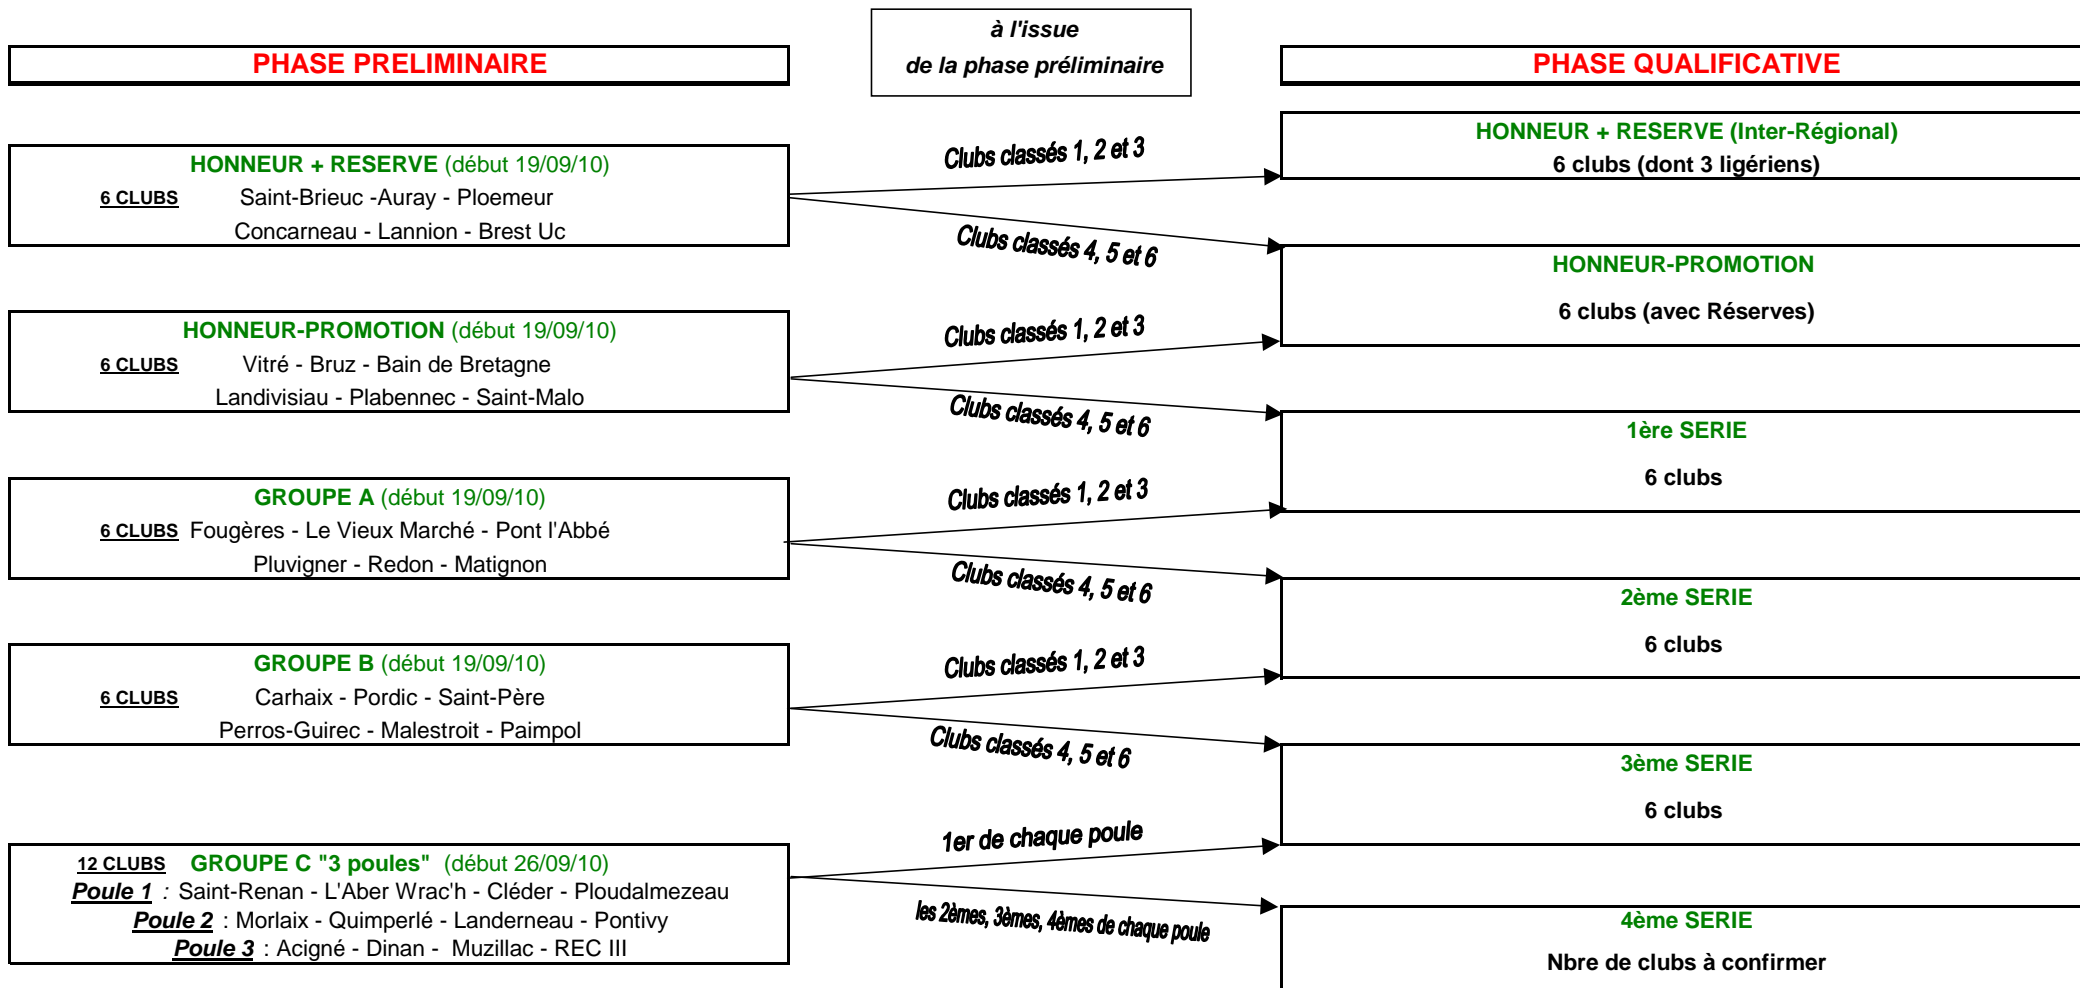 à l'issue
de la phase préliminaire
PHASE PRELIMINAIRE
PHASE QUALIFICATIVE
HONNEUR + RESERVE (début 19/09/10)
6 CLUBS Saint-Brieuc -Auray - Ploemeur
Concarneau - Lannion - Brest Uc
Clubs classés 1, 2 et 3
Clubs classés 4, 5 et 6
HONNEUR + RESERVE (Inter-Régional)
6 clubs (dont 3 ligériens)
HONNEUR-PROMOTION
6 clubs (avec Réserves)
HONNEUR-PROMOTION (début 19/09/10)
6 CLUBS Vitré - Bruz - Bain de Bretagne
Landivisiau - Plabennec - Saint-Malo
Clubs classés 1, 2 et 3
Clubs classés 4, 5 et 6
1ère SERIE
6 clubs
GROUPE A (début 19/09/10)
6 CLUBS Fougères - Le Vieux Marché - Pont l'Abbé
Pluvigner - Redon - Matignon
Clubs classés 1, 2 et 3
Clubs classés 4, 5 et 6
2ème SERIE
6 clubs
GROUPE B (début 19/09/10)
6 CLUBS Carhaix - Pordic - Saint-Père
Perros-Guirec - Malestroit - Paimpol
Clubs classés 1, 2 et 3
Clubs classés 4, 5 et 6
3ème SERIE
6 clubs
12 CLUBS GROUPE C "3 poules" (début 26/09/10)
Poule 1 : Saint-Renan - L'Aber Wrac'h - Cléder - Ploudalmezeau
Poule 2 : Morlaix - Quimperlé - Landerneau - Pontivy
Poule 3 : Acigné - Dinan - Muzillac - REC III
1er de chaque poule
les 2èmes, 3èmes, 4èmes de chaque poule
4ème SERIE
Nbre de clubs à confirmer